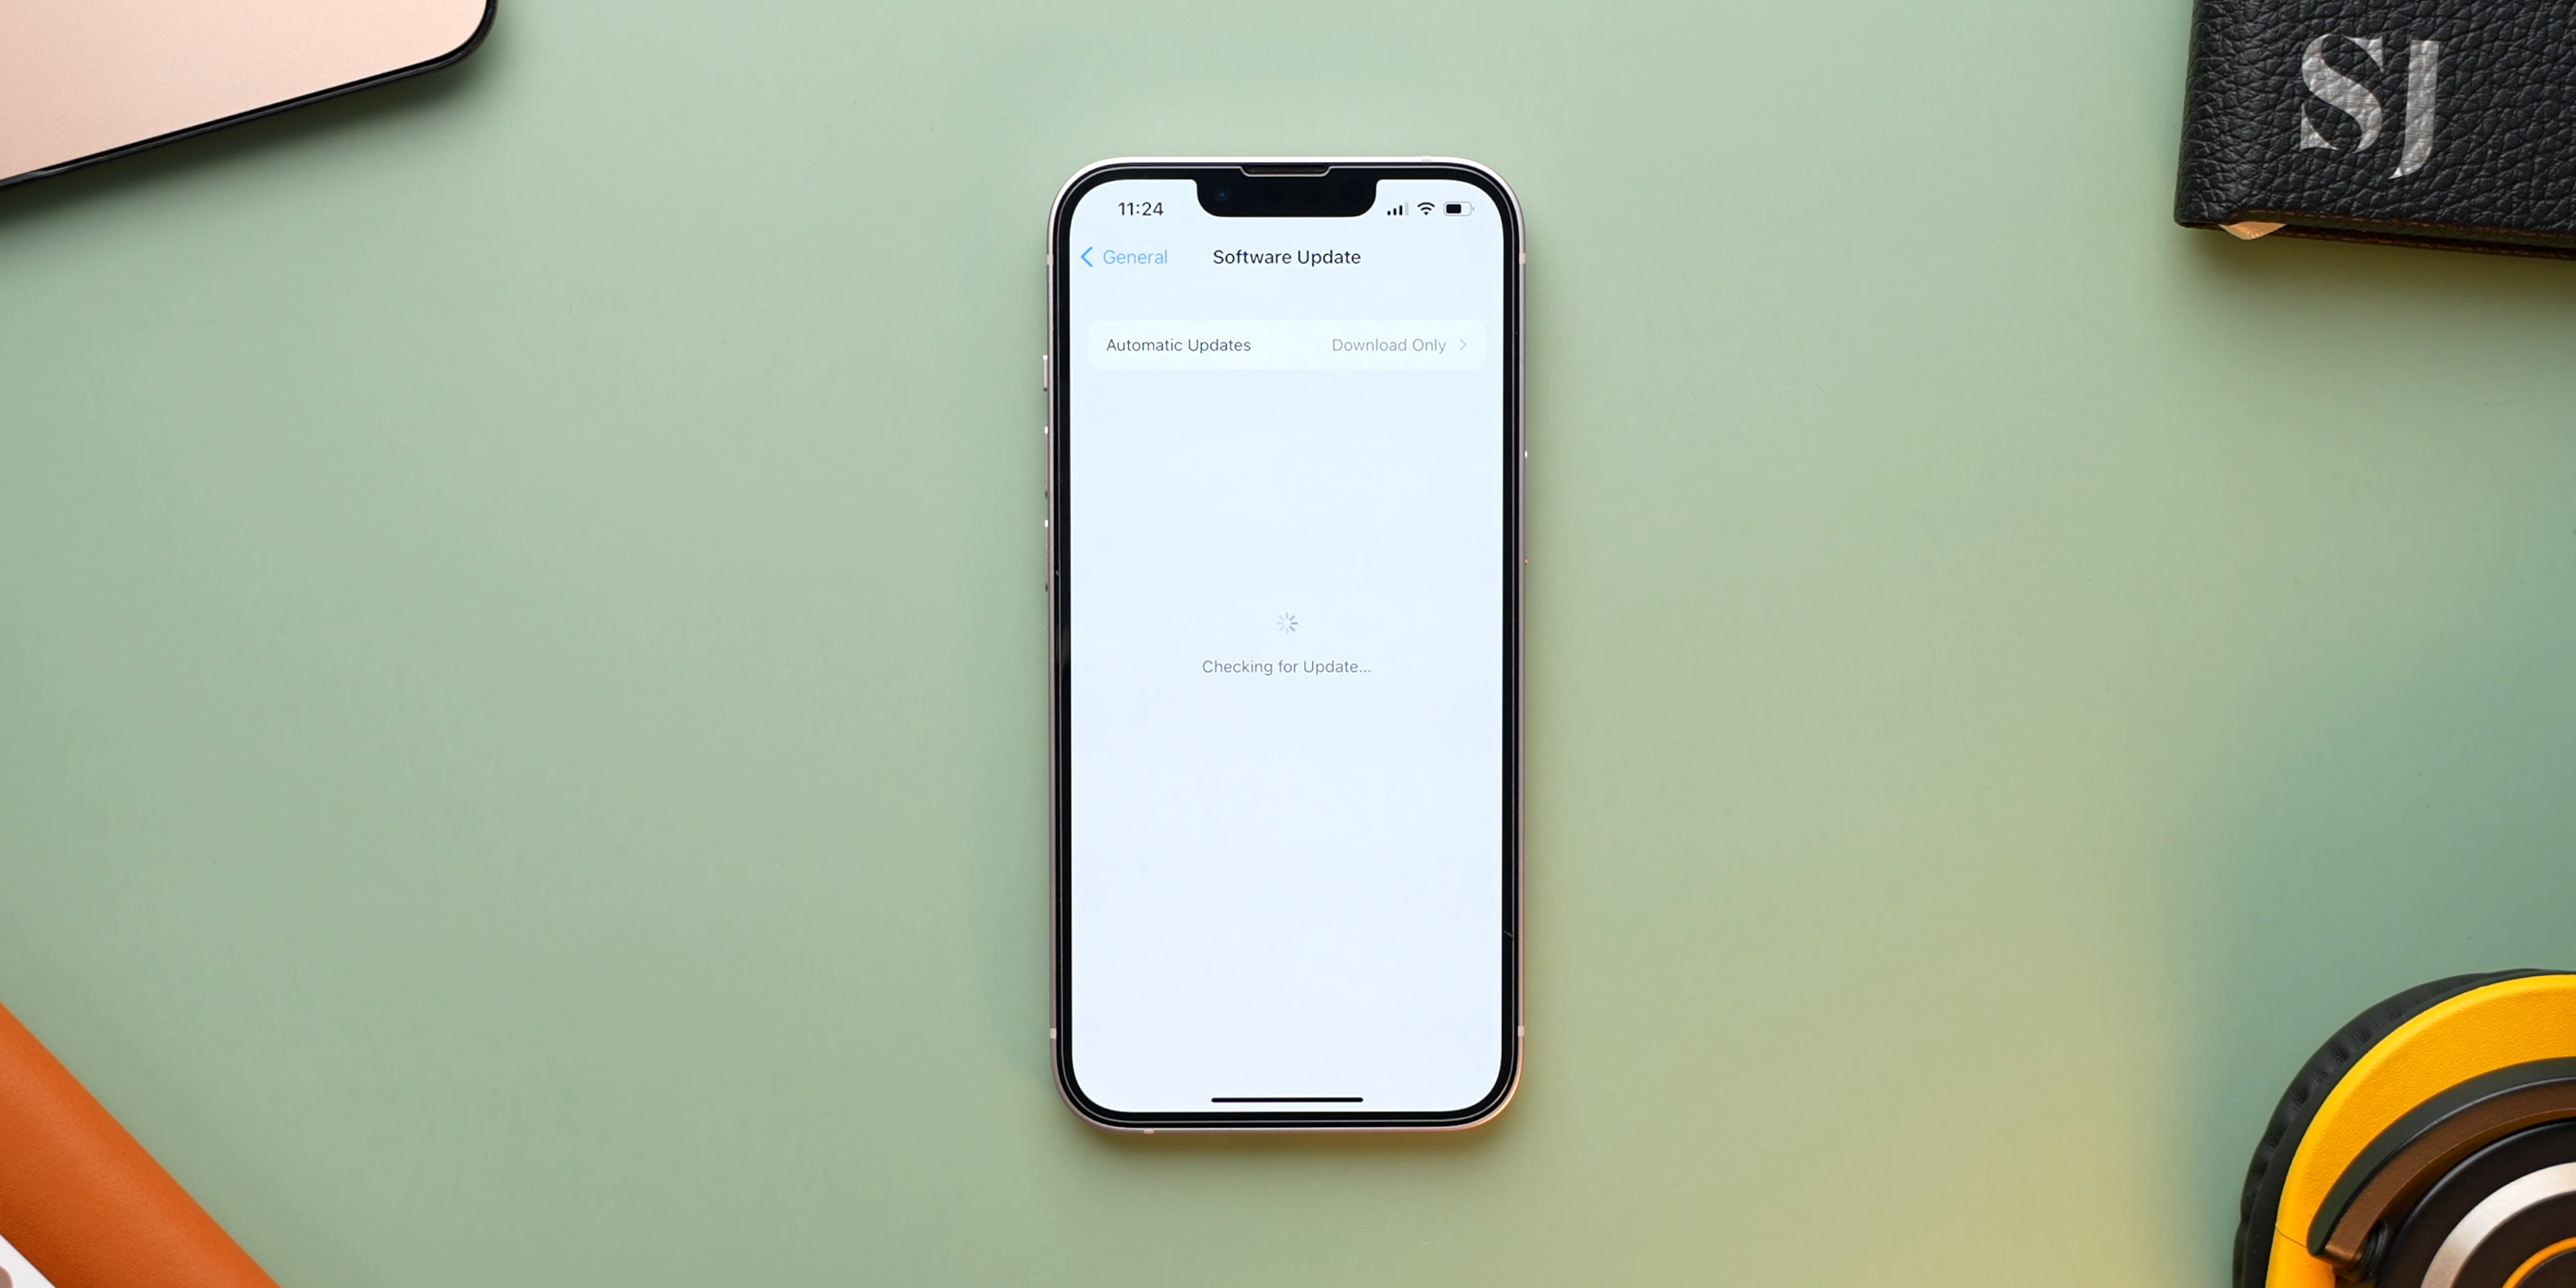 SJ
11:24
General Software Update
Automatic Updates Download Only
Checking for Update...